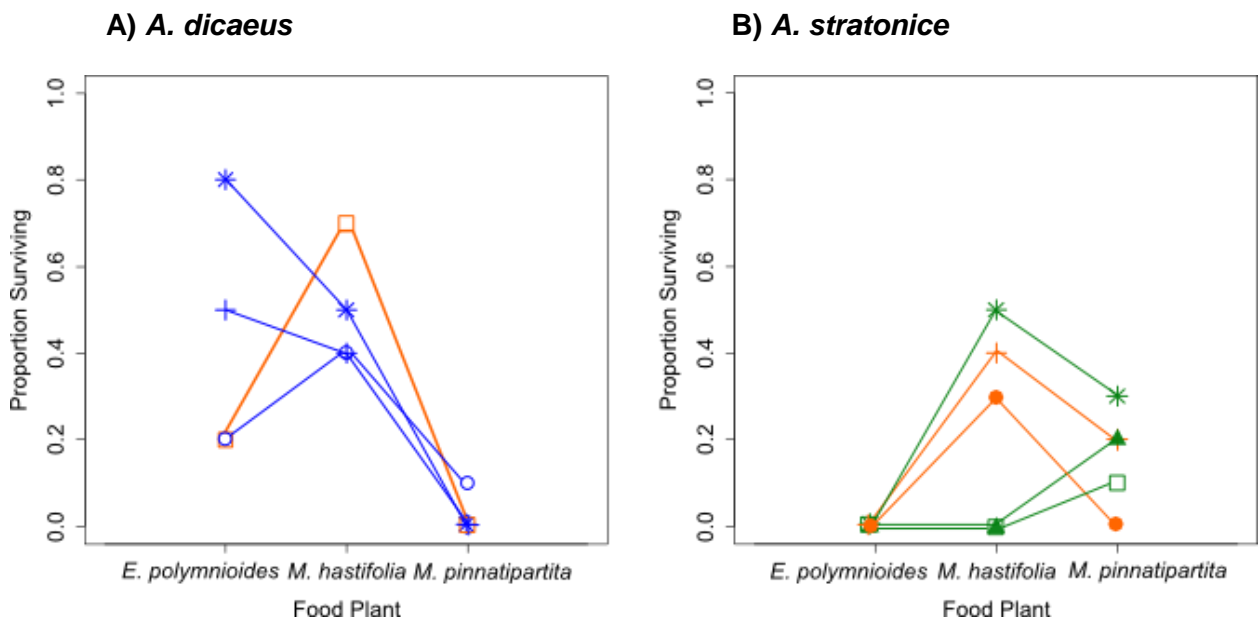 A) A. dicaeus
Proportion Surviving
1.0
0.8
0.6
0.4
0.2
0.0
E. polymnioides M. hastifolia M. pinnatipartita
Food Plant
B) A. stratonice
Proportion Surviving
1.0
0.8
0.6
0.4
0.2
0.0
E. polymnioides M. hastifolia M. pinnatipartita
Food Plant